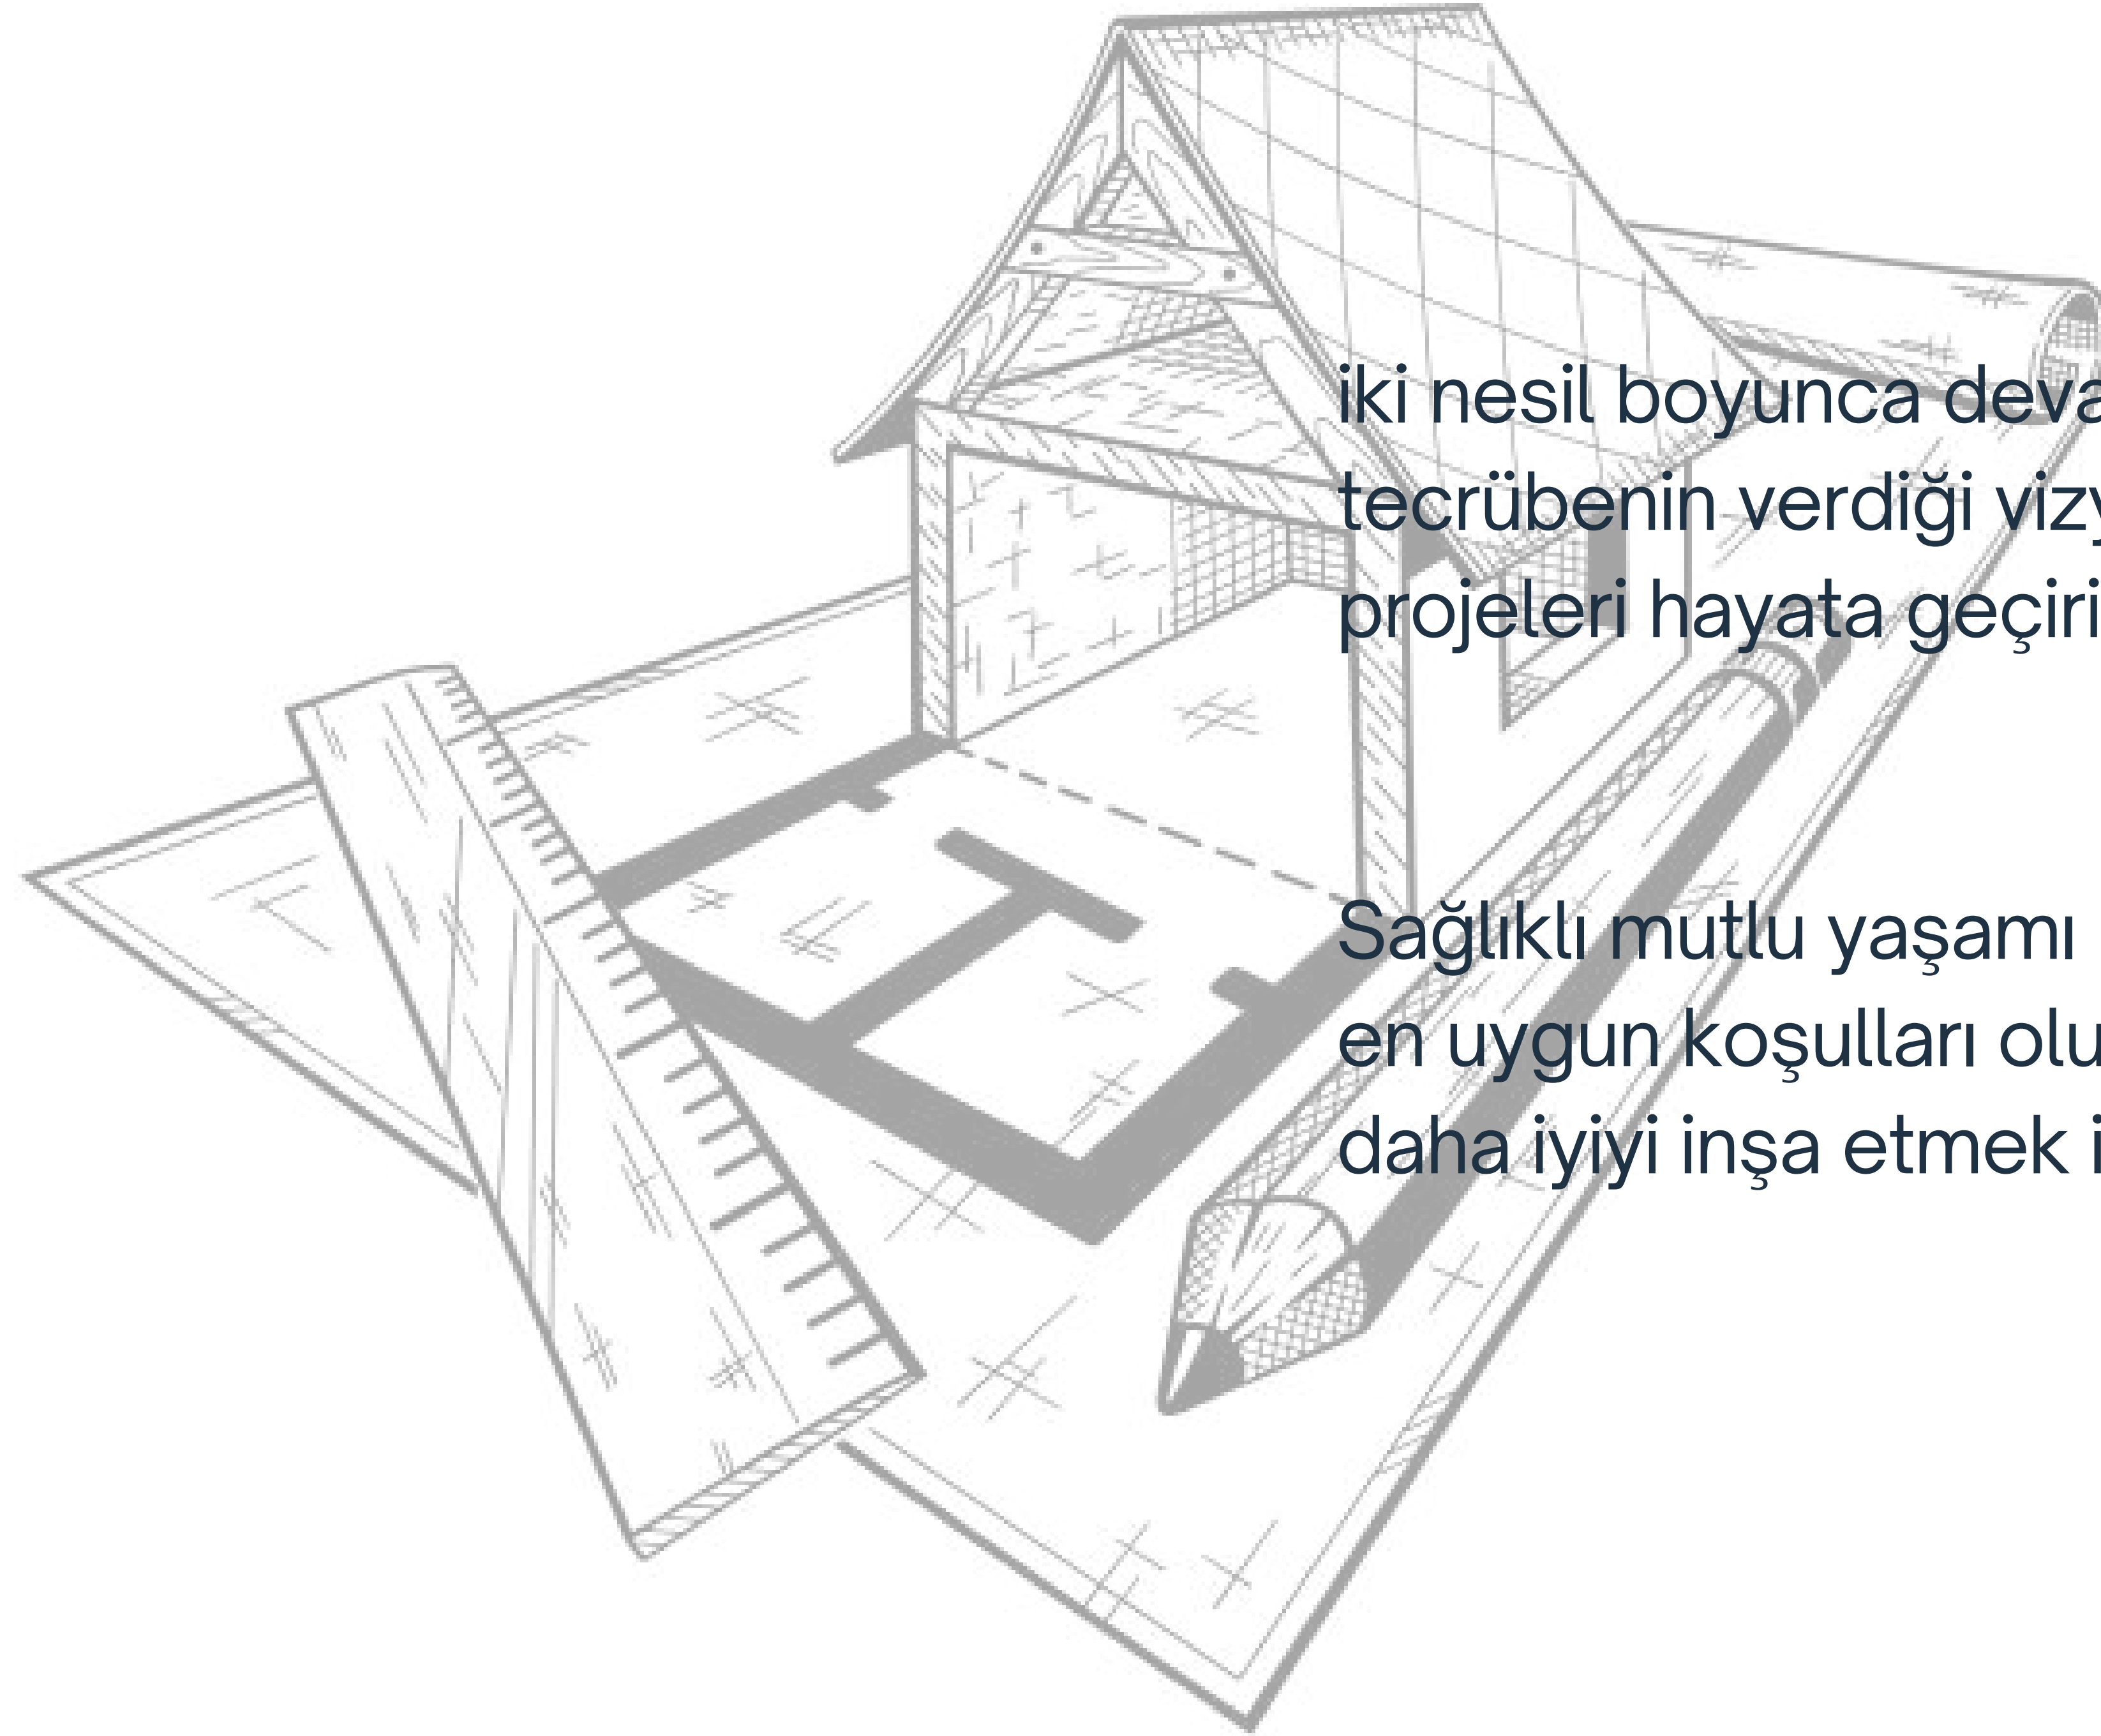 iki nesil boyunca deva
tecrübenin verdiği vizy
projeleri hayata geçiri
Sağlıklı mutlu yaşamı
en uygun koşulları olu
daha iyiyi inşa etmek i